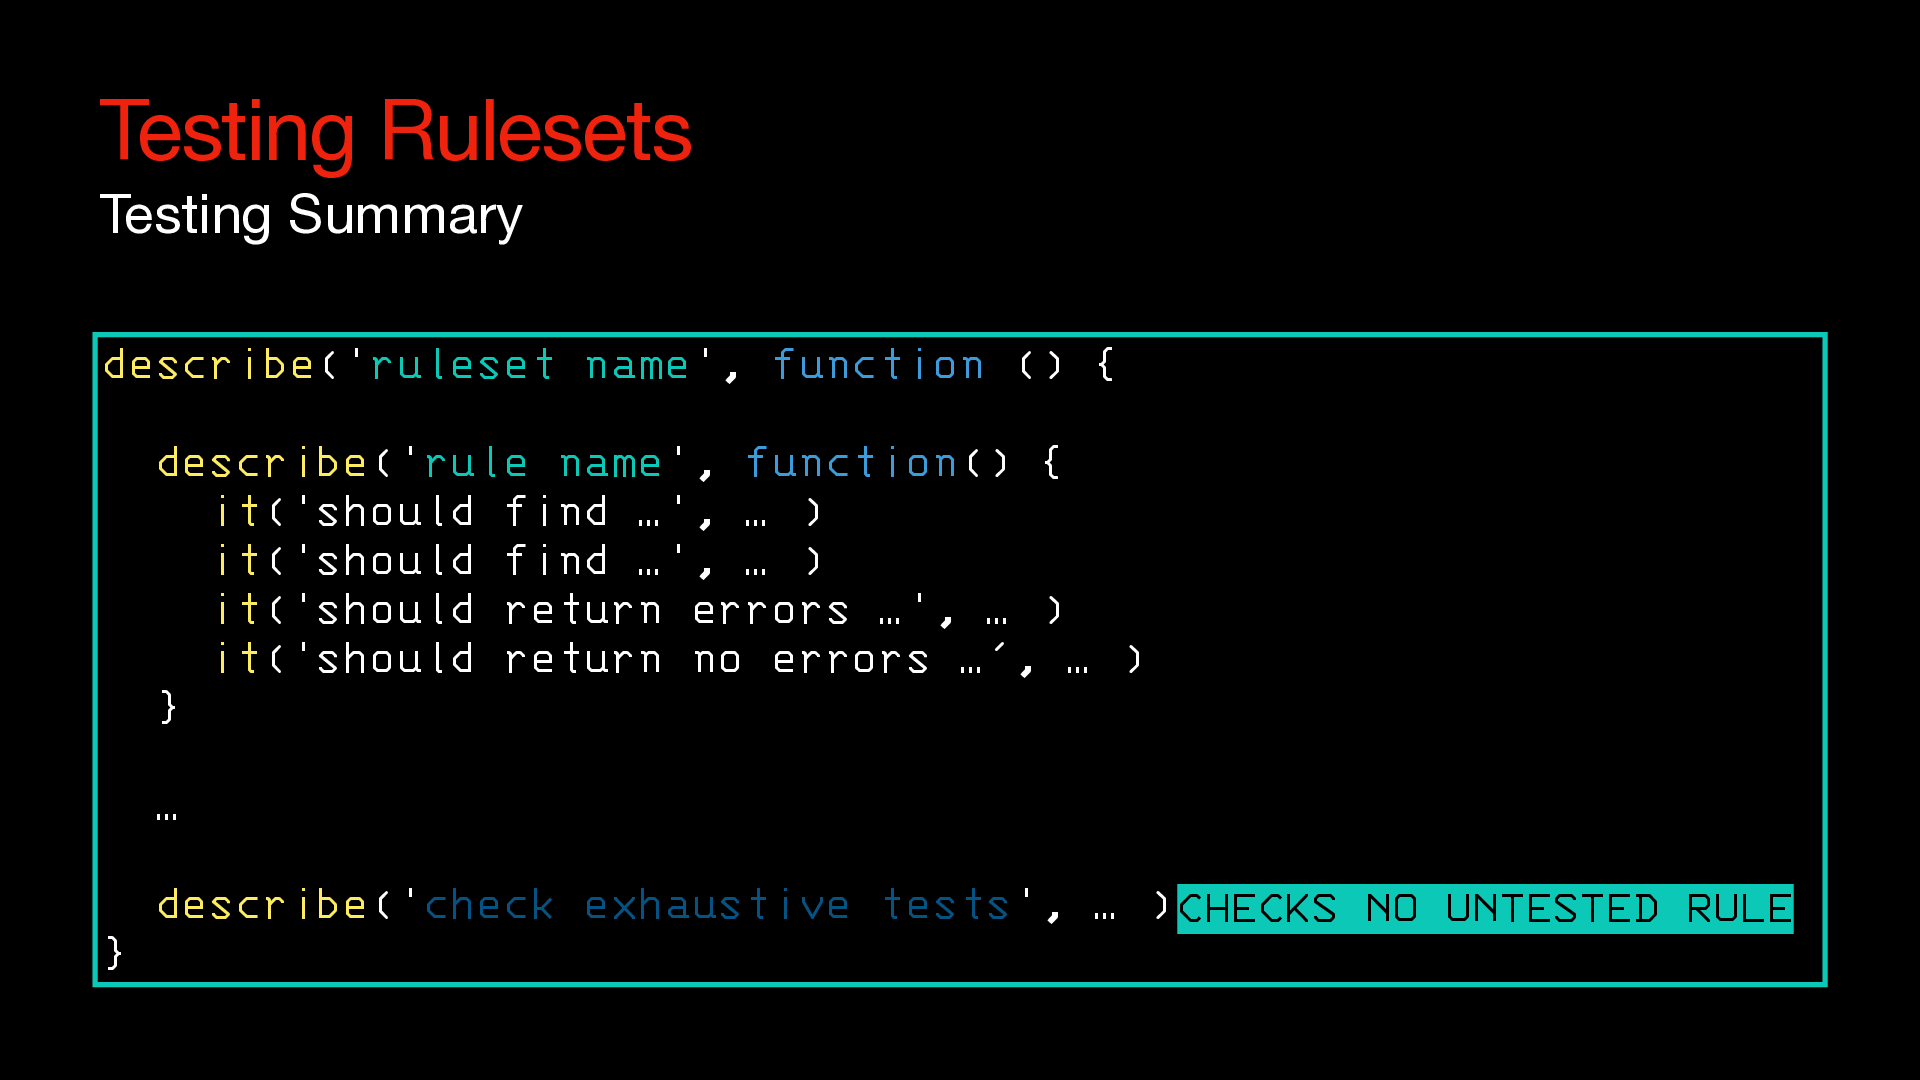 Testing Rulesets
Testing Summary
describe('ruleset name', function () {
describe('rule name', function() {
it('should find …', … )
it('should find …', … )
it('should return errors …', … )
it('should return no errors …´, … )
}
…
describe('check exhaustive tests', … )CHECKS NO UNTESTED RULE
}